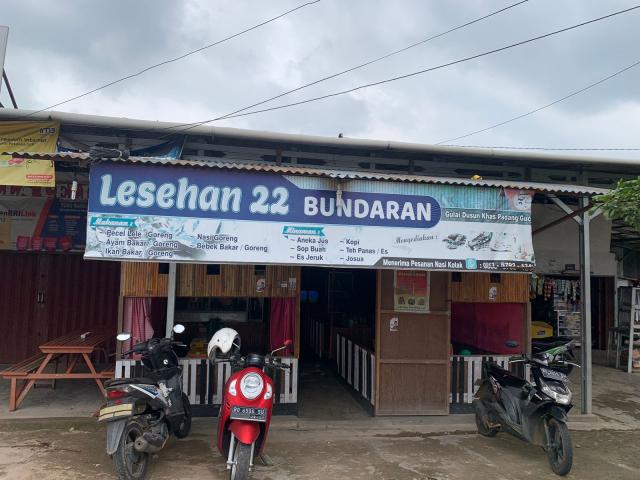 Lesehan 22 BUNDARAN
Gulai Dusun Khas Padang Guci
Makanan :
Pecel Lele / Goreng
Ayam Bakar / Goreng
Ikan Bakar / Goreng
Nasi Goreng
Bebek Bakar / Goreng
Minuman :
~ Aneka Jus
~ Sop Buah
~ Es Jeruk
~ Kopi
~ Teh Panas / Es
~ Josua
Menyediakan :
Menerima Pesanan Nasi Kotak